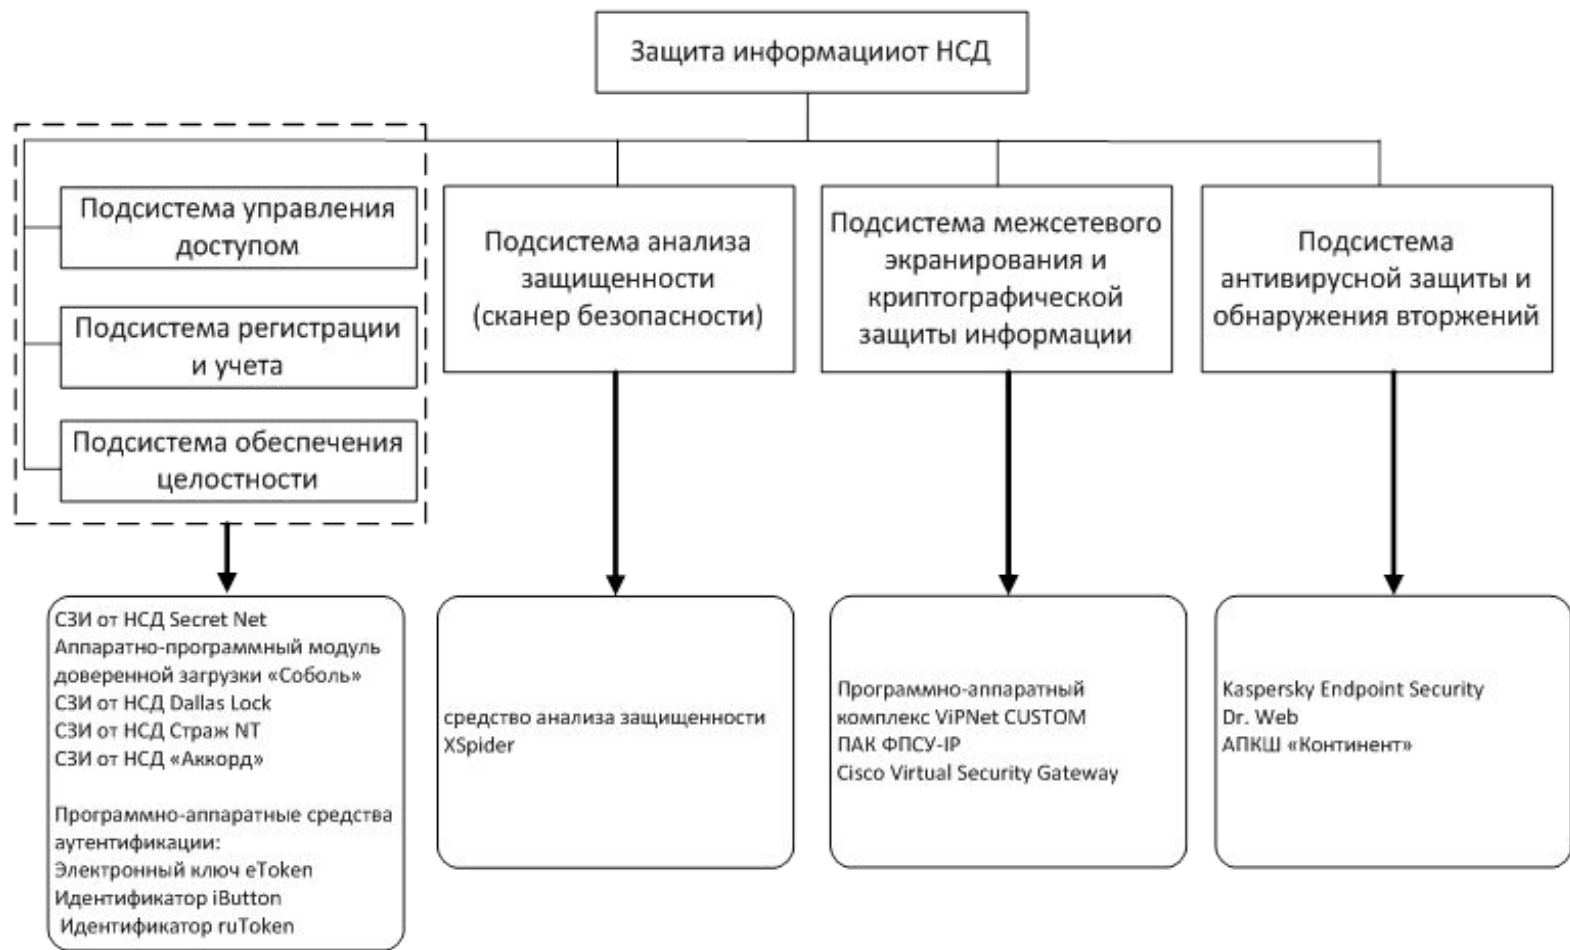 Защита информациииот НСД
Подсистема управления
доступом
Подсистема регистрации
и учета
Подсистема обеспечения
целостности
Подсистема анализа
защищенности
(сканер безопасности)
Подсистема межсетевого
экранирования и
криптографической
защиты информации
Подсистема
антивирусной защиты и
обнаружения вторжений
СЗИ от НСД Secret Net
Аппаратно-программный модуль
доверенной загрузки «Соболь»
СЗИ от НСД Dallas Lock
СЗИ от НСД Страж NT
СЗИ от НСД «Аккорд»
Программно-аппаратные средства
аутентификации:
Электронный ключ eToken
Идентификатор iButton
Идентификатор ruToken
средство анализа защищенности
XSpider
Программно-аппаратный
комплекс ViPNet CUSTOM
ПАК ФПСУ-IP
Cisco Virtual Security Gateway
Kaspersky Endpoint Security
Dr. Web
АПКШ «Континент»